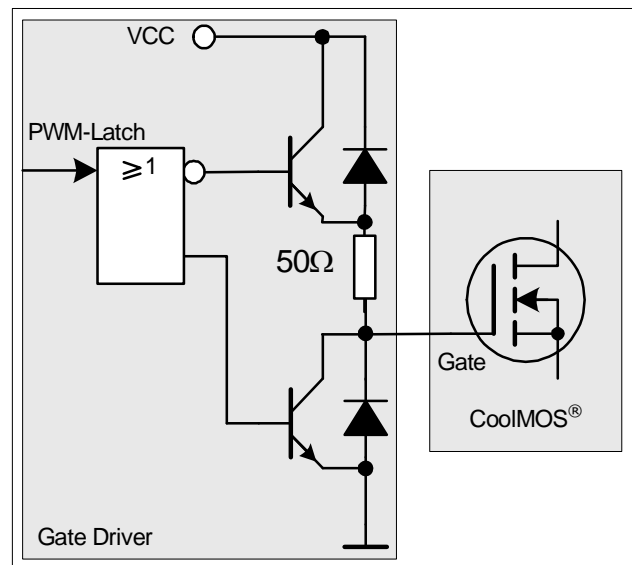 VCC
PWM-Latch
≥1
50Ω
Gate
CoolMOS®
Gate Driver